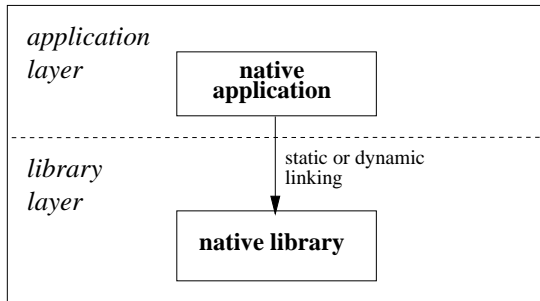 application
layer
native
application
static or dynamic
linking
library
layer
native library